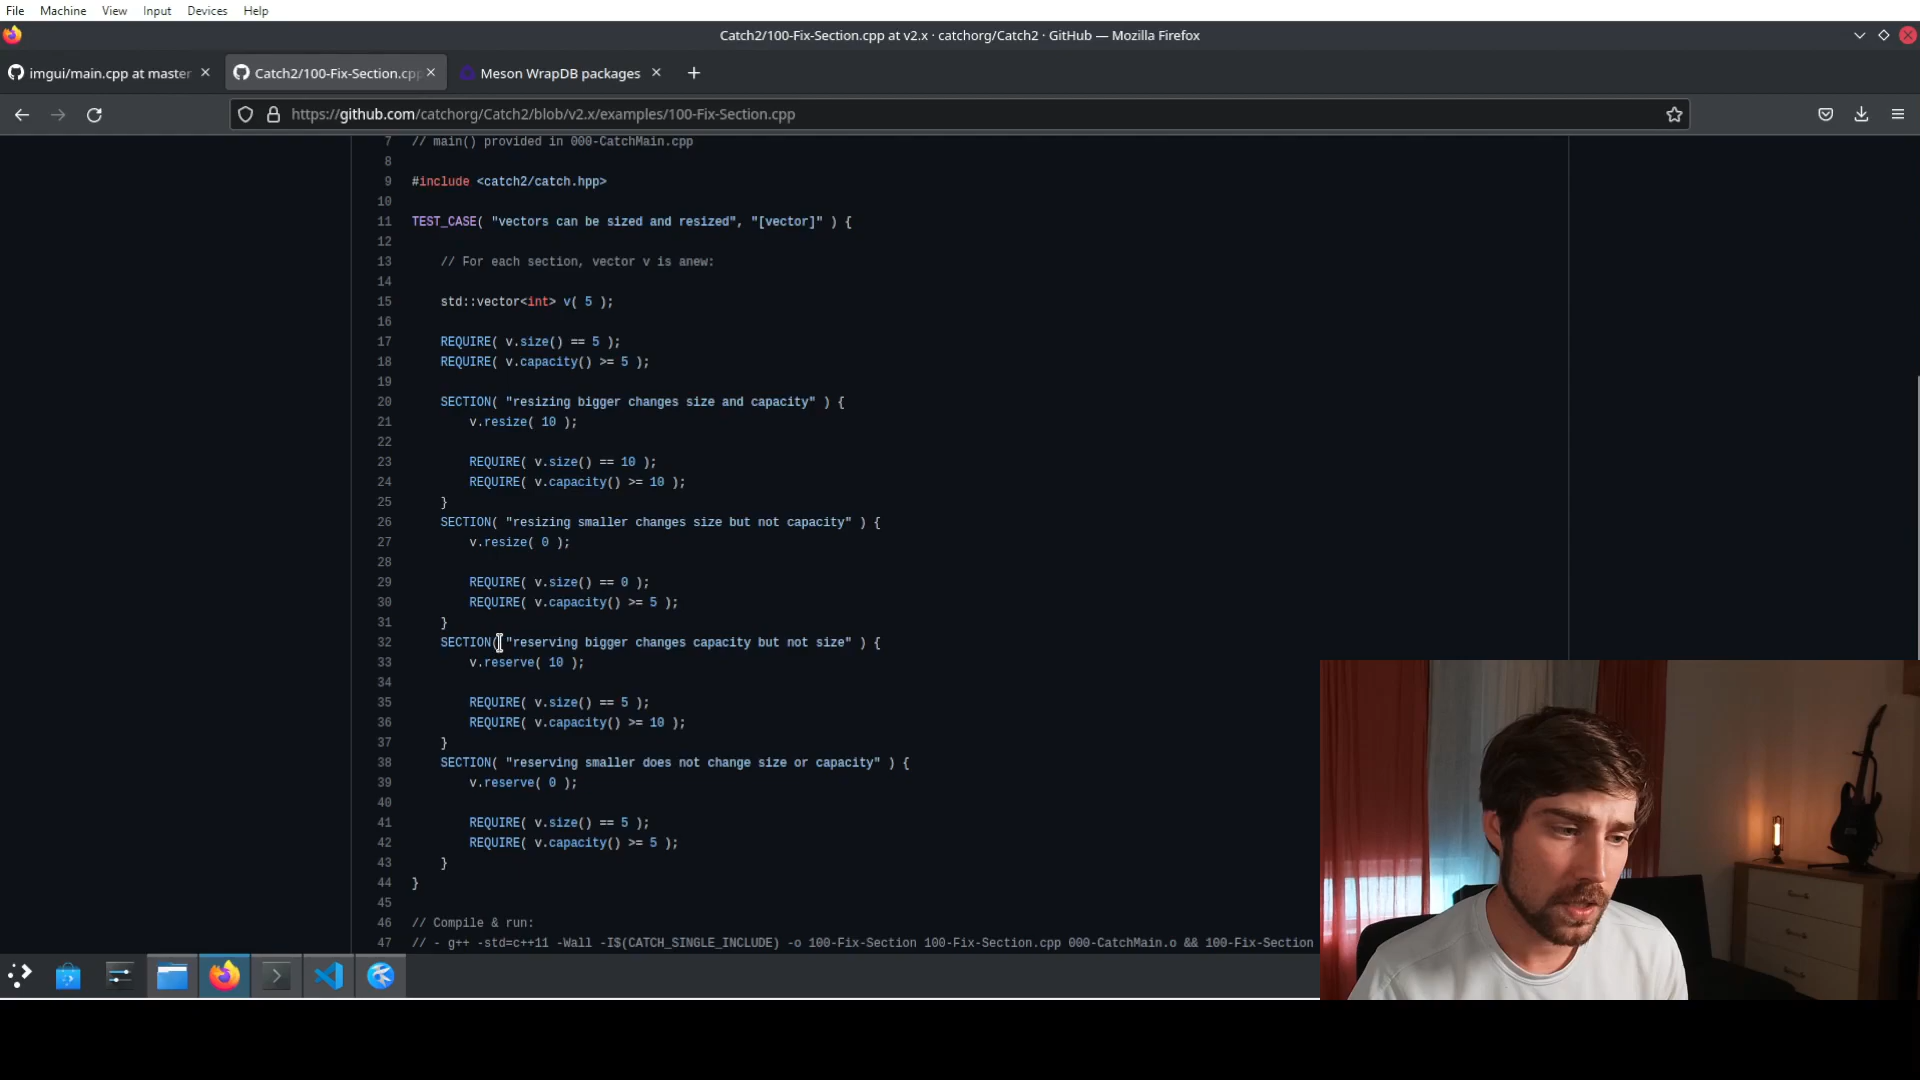 File Machine View Input Devices Help
Catch2/100-Fix-Section.cpp at v2.x · catchorg/Catch2 · GitHub — Mozilla Firefox
imgui/main.cpp at master
Catch2/100-Fix-Section.cpp
Meson WrapDB packages
https://github.com/catchorg/Catch2/blob/v2.x/examples/100-Fix-Section.cpp
7 // main() provided in 000-CatchMain.cpp
8
9 #include <catch2/catch.hpp>
10
11 TEST_CASE( "vectors can be sized and resized", "[vector]" ) {
12
13 // For each section, vector v is anew:
14
15 std::vector<int> v( 5 );
16
17 REQUIRE( v.size() == 5 );
18 REQUIRE( v.capacity() >= 5 );
19
20 SECTION( "resizing bigger changes size and capacity" ) {
21 v.resize( 10 );
22
23 REQUIRE( v.size() == 10 );
24 REQUIRE( v.capacity() >= 10 );
25 }
26 SECTION( "resizing smaller changes size but not capacity" ) {
27 v.resize( 0 );
28
29 REQUIRE( v.size() == 0 );
30 REQUIRE( v.capacity() >= 5 );
31 }
32 SECTION( "reserving bigger changes capacity but not size" ) {
33 v.reserve( 10 );
34
35 REQUIRE( v.size() == 5 );
36 REQUIRE( v.capacity() >= 10 );
37 }
38 SECTION( "reserving smaller does not change size or capacity" ) {
39 v.reserve( 0 );
40
41 REQUIRE( v.size() == 5 );
42 REQUIRE( v.capacity() >= 5 );
43 }
44 }
45
46 // Compile & run:
47 // - g++ -std=c++11 -Wall -I$(CATCH_SINGLE_INCLUDE) -o 100-Fix-Section 100-Fix-Section.cpp 000-CatchMain.o && 100-Fix-Section